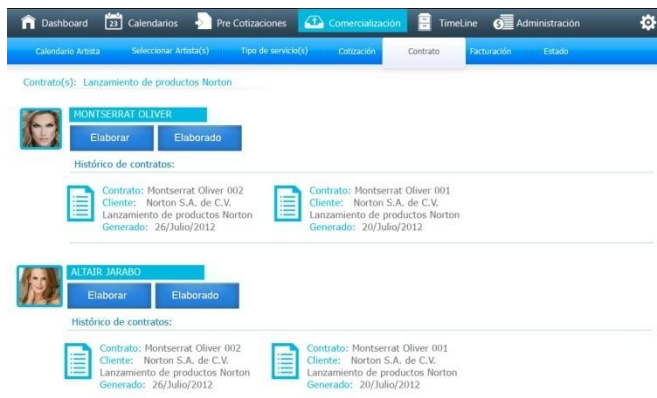 Dashboard 23 Calendarios Pre Cotizaciones Comercialización TimeLine Administración
Calendario Artista Seleccionar Artista(s) Tipo de servicio(s) Cotización Contrato Facturación Estado
Contrato(s): Lanzamiento de productos Norton
MONTSERRAT OLIVER
Elaborar Elaborado
Histórico de contratos:
Contrato: Montserrat Oliver 002
Cliente: Norton S.A. de C.V.
Lanzamiento de productos Norton
Generado: 26/Julio/2012
Contrato: Montserrat Oliver 001
Cliente: Norton S.A. de C.V.
Lanzamiento de productos Norton
Generado: 20/Julio/2012
ALTAIR JARABO
Elaborar Elaborado
Histórico de contratos:
Contrato: Montserrat Oliver 002
Cliente: Norton S.A. de C.V.
Lanzamiento de productos Norton
Generado: 26/Julio/2012
Contrato: Montserrat Oliver 001
Cliente: Norton S.A. de C.V.
Lanzamiento de productos Norton
Generado: 20/Julio/2012